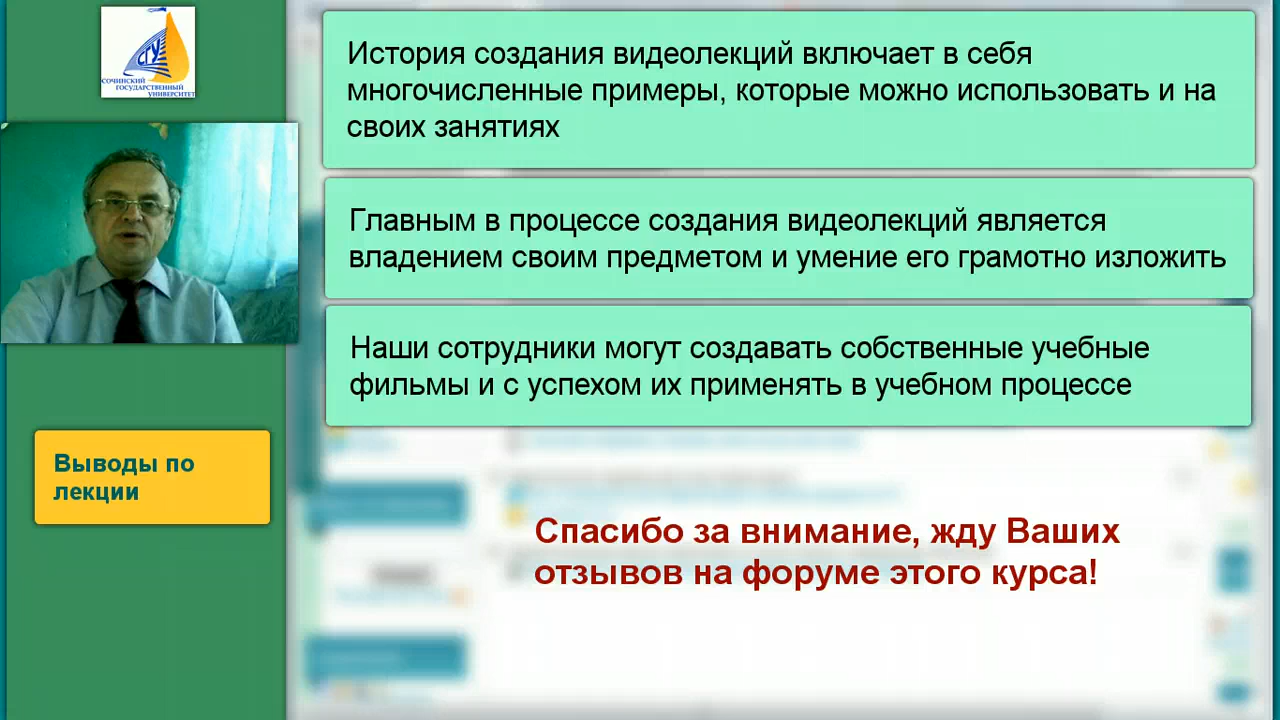 СГУ
СОЧИНСКИЙ
ГОСУДАРСТВЕННЫЙ
УНИВЕРСИТЕТ
История создания видеолекций включает в себя
многочисленные примеры, которые можно использовать и на
своих занятиях
Главным в процессе создания видеолекций является
владением своим предметом и умение его грамотно изложить
Наши сотрудники могут создавать собственные учебные
фильмы и с успехом их применять в учебном процессе
Выводы по
лекции
Спасибо за внимание, жду Ваших
отзывов на форуме этого курса!